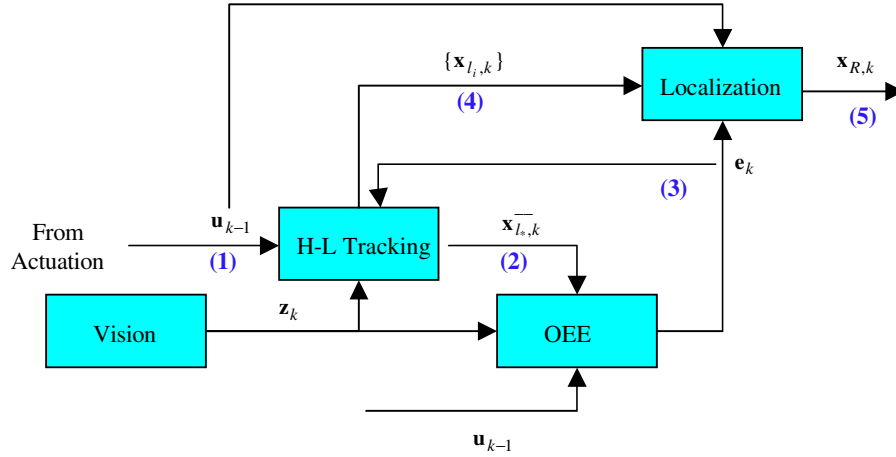 {x_{l_i,k}}
x_{R,k}
Localization
(4)
(5)
(3)
e_k
u_{k−1}
x^{−−}_{l_*,k}
From
Actuation
H-L Tracking
(1)
(2)
z_k
Vision
OEE
u_{k−1}